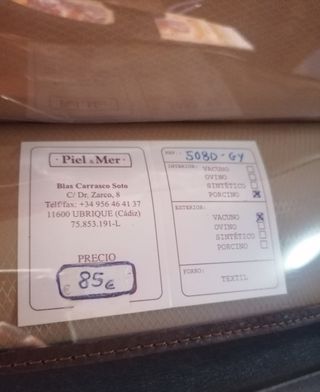 · Piel & Mer ·
Blas Carrasco Soto
C/ Dr. Zarco, 8
Telf/fax: +34 956 46 41 37
11600 UBRIQUE (Cádiz)
75.853.191-L
PRECIO
85€
REF.: 5080-GY
INTERIOR:
VACUNO
OVINO
SINTÉTICO
PORCINO
EXTERIOR:
VACUNO
OVINO
SINTÉTICO
PORCINO
FORRO:
TEXTIL